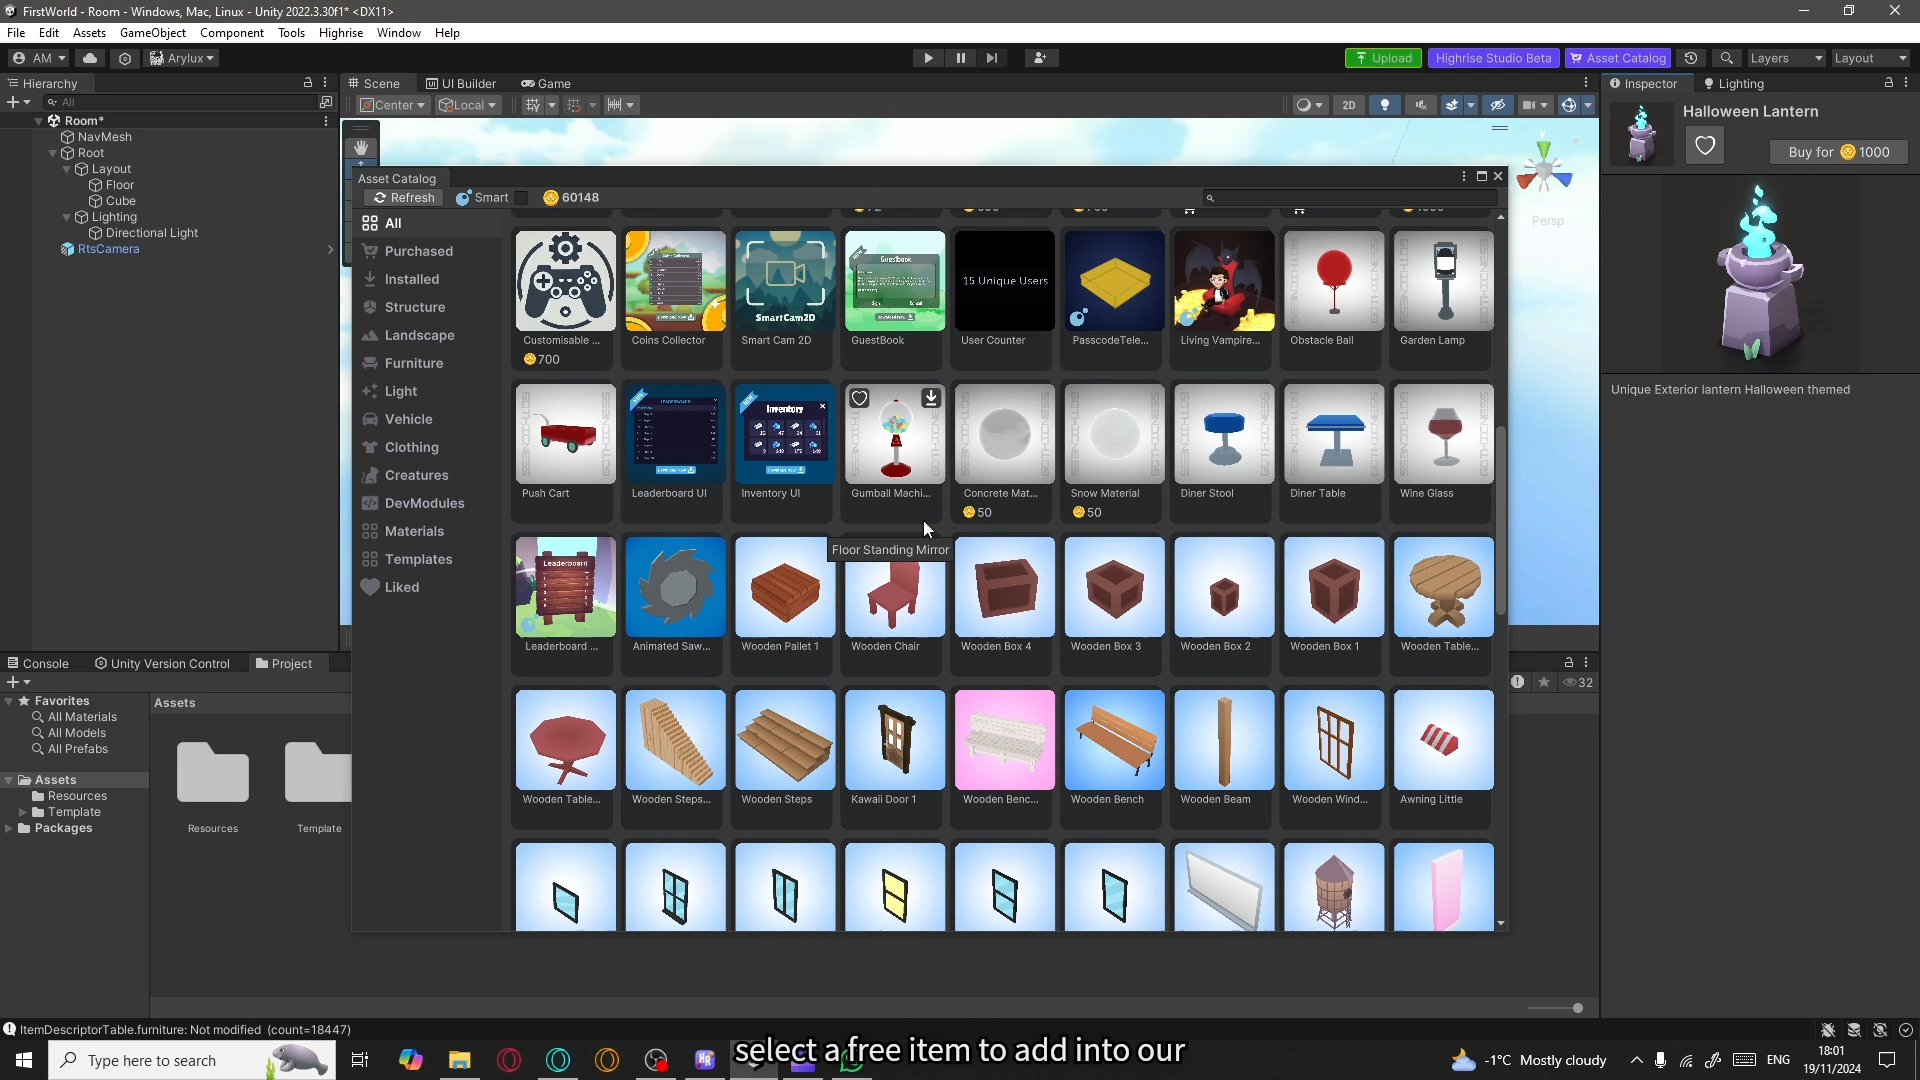 FirstWorld - Room - Windows, Mac, Linux - Unity 2022.3.30f1* <DX11>
File Edit Assets GameObject Component Tools Highrise Window Help
AM Arylux Upload Highrise Studio Beta Asset Catalog Layers Layout
Hierarchy Scene UI Builder Game Inspector Lighting
All Center Local 2D
Halloween Lantern
Buy for 1000
Unique Exterior lantern Halloween themed
Persp
Room*
NavMesh
Root
Layout
Floor
Cube
Lighting
Directional Light
RtsCamera
Asset Catalog
Refresh Smart 60148
All
Purchased
Installed
Structure
Landscape
Furniture
Light
Vehicle
Clothing
Creatures
DevModules
Materials
Templates
Liked
SmartCam2D
Guestbook
15 Unique Users
Customisable ... Coins Collector Smart Cam 2D GuestBook User Counter PasscodeTele... Living Vampire... Obstacle Ball Garden Lamp
700
Inventory
Push Cart Leaderboard UI Inventory UI Gumball Machi... Concrete Mat... Snow Material Diner Stool Diner Table Wine Glass
50 50
Floor Standing Mirror
Leaderboard
Leaderboard ... Animated Saw... Wooden Pallet 1 Wooden Chair Wooden Box 4 Wooden Box 3 Wooden Box 2 Wooden Box 1 Wooden Table...
Wooden Table... Wooden Steps... Wooden Steps Kawaii Door 1 Wooden Benc... Wooden Bench Wooden Beam Wooden Wind... Awning Little
Console Unity Version Control Project
32
Favorites
All Materials
All Models
All Prefabs
Assets
Resources
Template
Packages
Assets
Resources Template
ItemDescriptorTable.furniture: Not modified (count=18447)
select a free item to add into our
Type here to search
-1°C Mostly cloudy ENG
18:01
19/11/2024